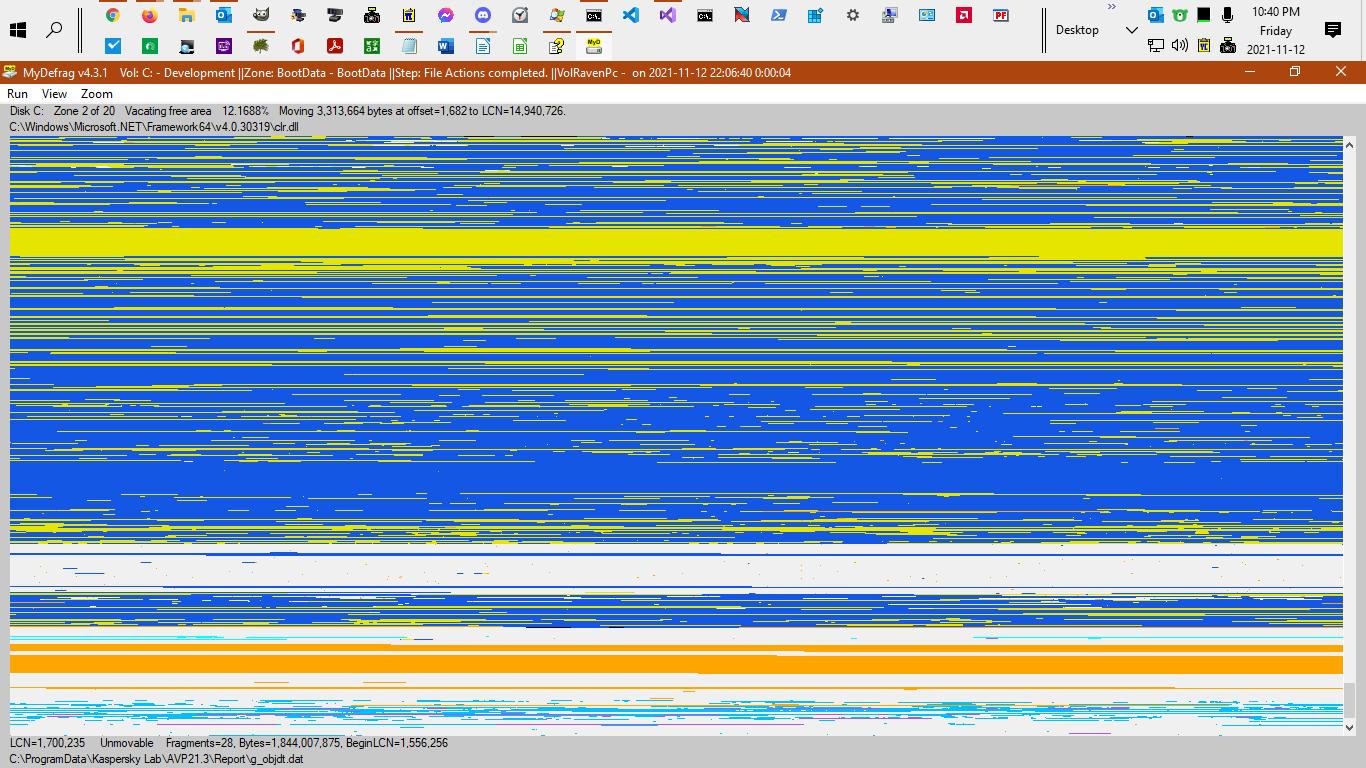 10:40 PM
Desktop
Friday
PF
2021-11-12
MyDefrag v4.3.1 Vol: C: - Development ||Zone: BootData - BootData ||Step: File Actions completed. ||VolRavenPc - on 2021-11-12 22:06:40 0:00:04
Run View Zoom
Disk C: Zone 2 of 20 Vacating free area 12.1688% Moving 3,313,664 bytes at offset=1,682 to LCN=14,940,726.
C:\Windows\Microsoft.NET\Framework64\v4.0.30319\clr.dll
LCN=1,700,235 Unmovable Fragments=28, Bytes=1,844,007,875, BeginLCN=1,556,256
C:\ProgramData\Kaspersky Lab\AVP21.3\Report\g_objdt.dat